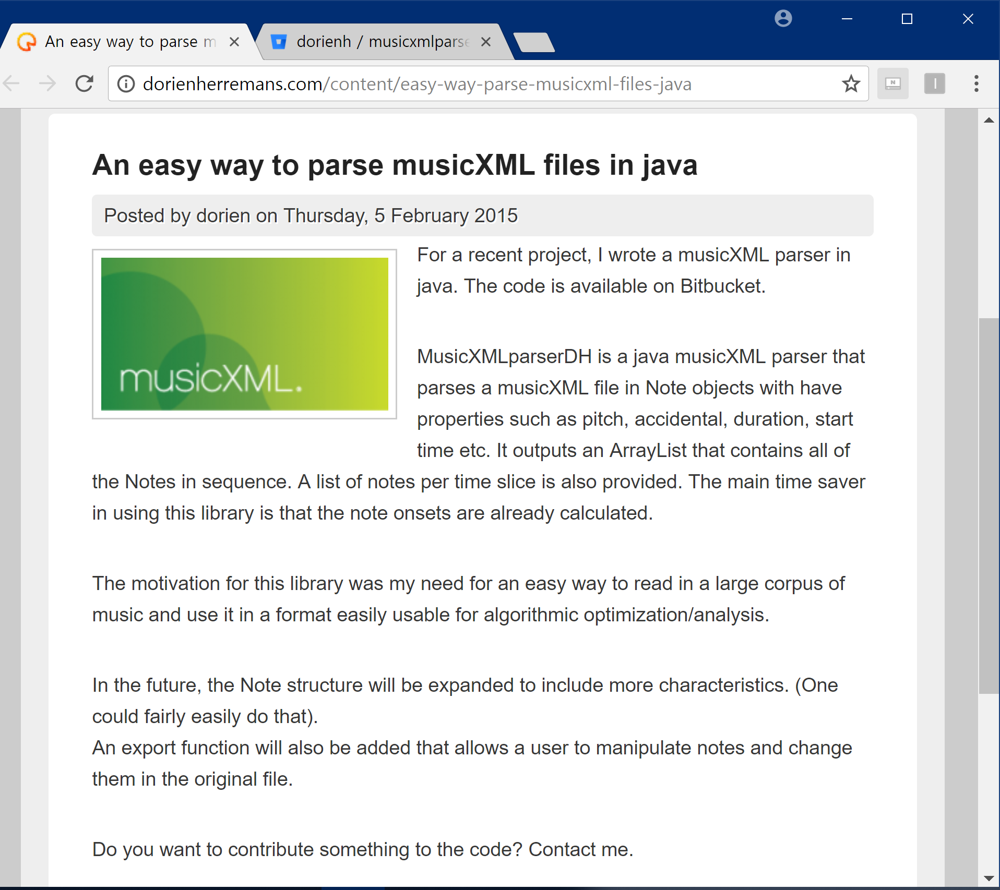 An easy way to parse m
dorienh / musicxmlparse
dorienherremans.com/content/easy-way-parse-musicxml-files-java
An easy way to parse musicXML files in java
Posted by dorien on Thursday, 5 February 2015
musicXML.
For a recent project, I wrote a musicXML parser in
java. The code is available on Bitbucket.
MusicXMLparserDH is a java musicXML parser that
parses a musicXML file in Note objects with have
properties such as pitch, accidental, duration, start
time etc. It outputs an ArrayList that contains all of
the Notes in sequence. A list of notes per time slice is also provided. The main time saver
in using this library is that the note onsets are already calculated.
The motivation for this library was my need for an easy way to read in a large corpus of
music and use it in a format easily usable for algorithmic optimization/analysis.
In the future, the Note structure will be expanded to include more characteristics. (One
could fairly easily do that).
An export function will also be added that allows a user to manipulate notes and change
them in the original file.
Do you want to contribute something to the code? Contact me.